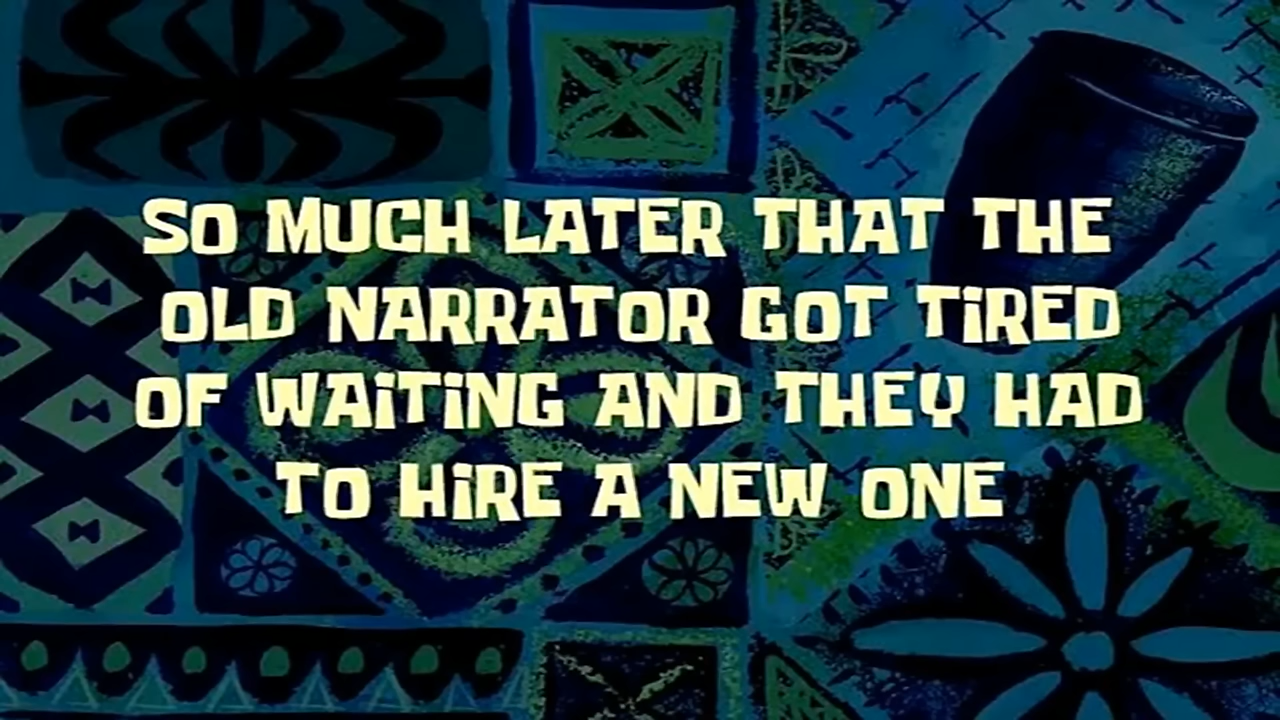 SO MUCH LATER THAT THE
OLD NARRATOR GOT TiRED
OF WAiTiNG AND THEY HAD
TO HiRE A NEW ONE